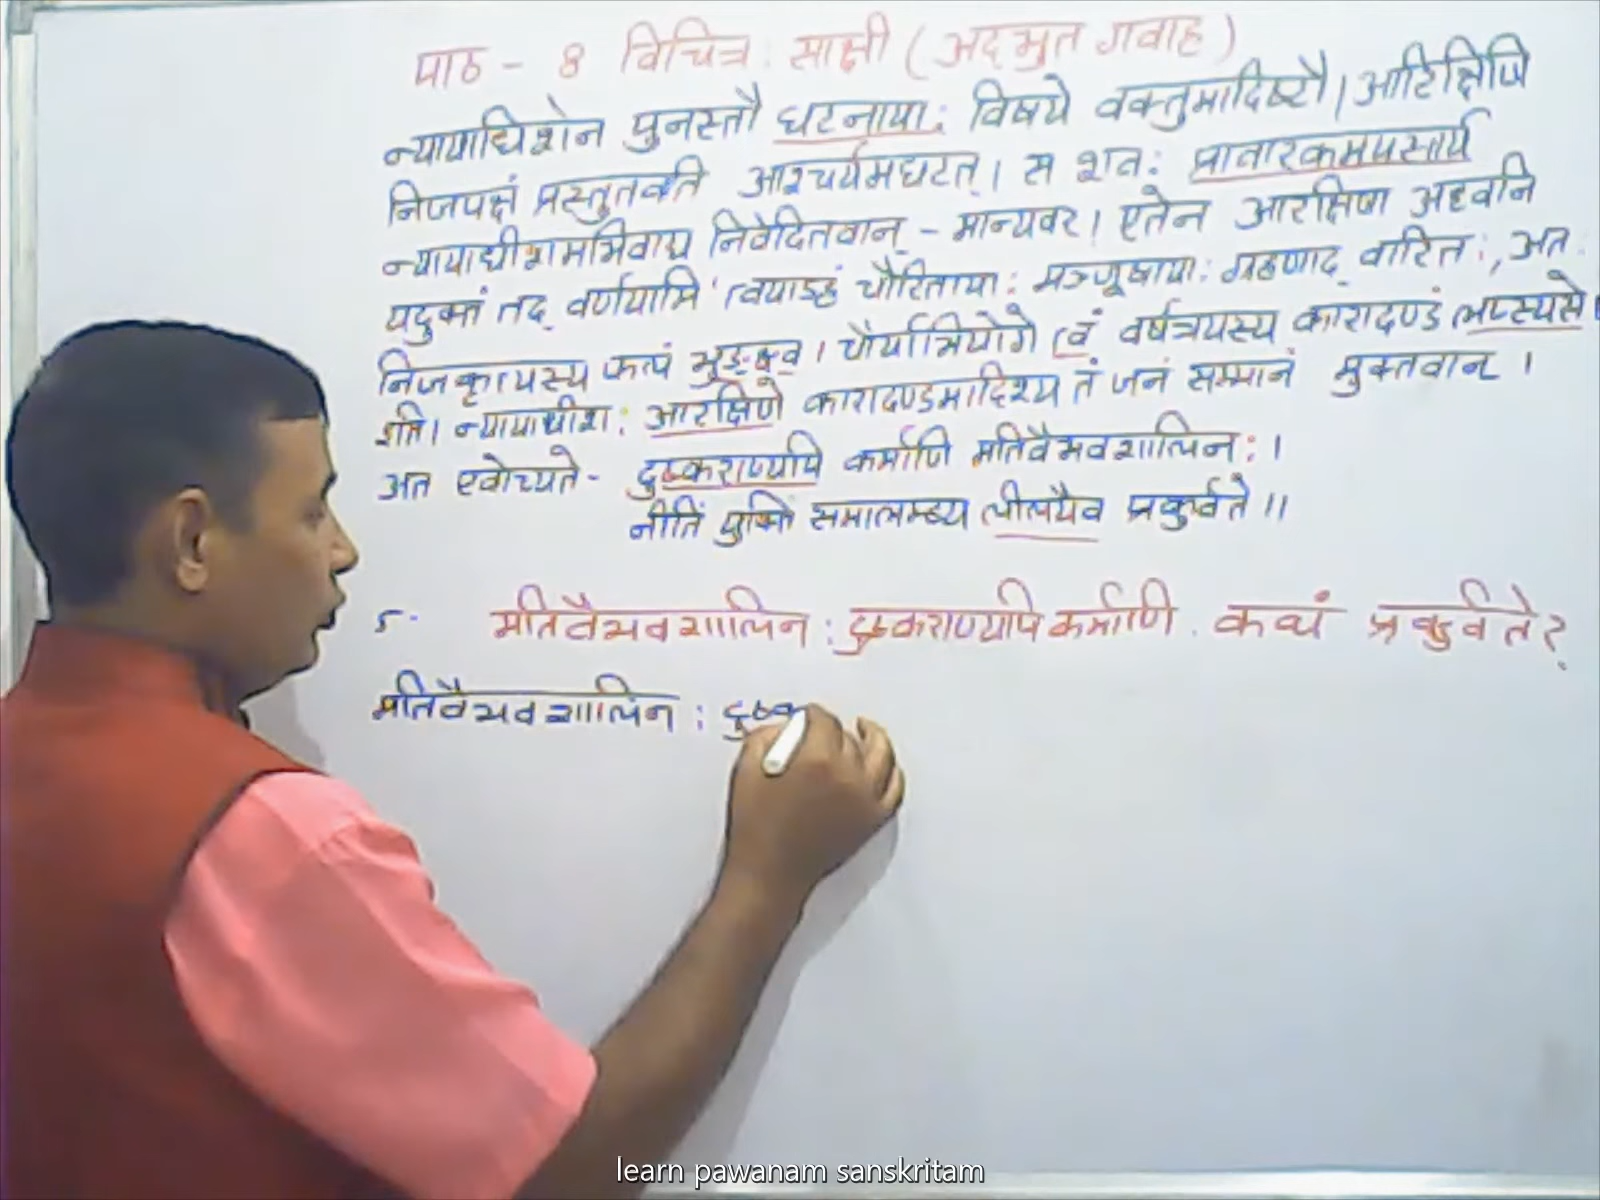 पाठ - 8 विचित्र: साक्षी (अदभुत गवाह)
न्यायाधिशेन पुनस्तौ घटनाया: विषये वक्तुमादिष्टौ। आरक्षिणि
निजपक्षं प्रस्तुतवति आश्चर्यमघटत्। स शव: प्रावारकमपसार्य
न्यायाधीशमभिवाद्य निवेदितवान् - मान्यवर! एतेन आरक्षिणा अध्वनि
यदुक्तं तद् वर्णयामि 'त्वयाऽहं चोरिताया: मञ्जूषाया: ग्रहणाद् वारित:, अत:
निजकृत्यस्य फलं भुङ्क्ष्व। चौर्याभियोगे त्वं वर्षत्रयस्य कारादण्डं लप्स्यसे।
इति। न्यायाधीश: आरक्षिणे कारादण्डमादिश्य तं जनं सम्मानं मुक्तवान्।
अत एवोच्यते- दुष्कराण्यपि कर्माणि मतिवैभवशालिन:।
नीतिं युक्तिं समालम्ब्य लीलयैव प्रकुर्वते॥
5. मतिवैभवशालिन: दुष्कराण्यपि कर्माणि कथं प्रकुर्वते?
मतिवैभवशालिन: दुष्क
learn pawanam sanskritam